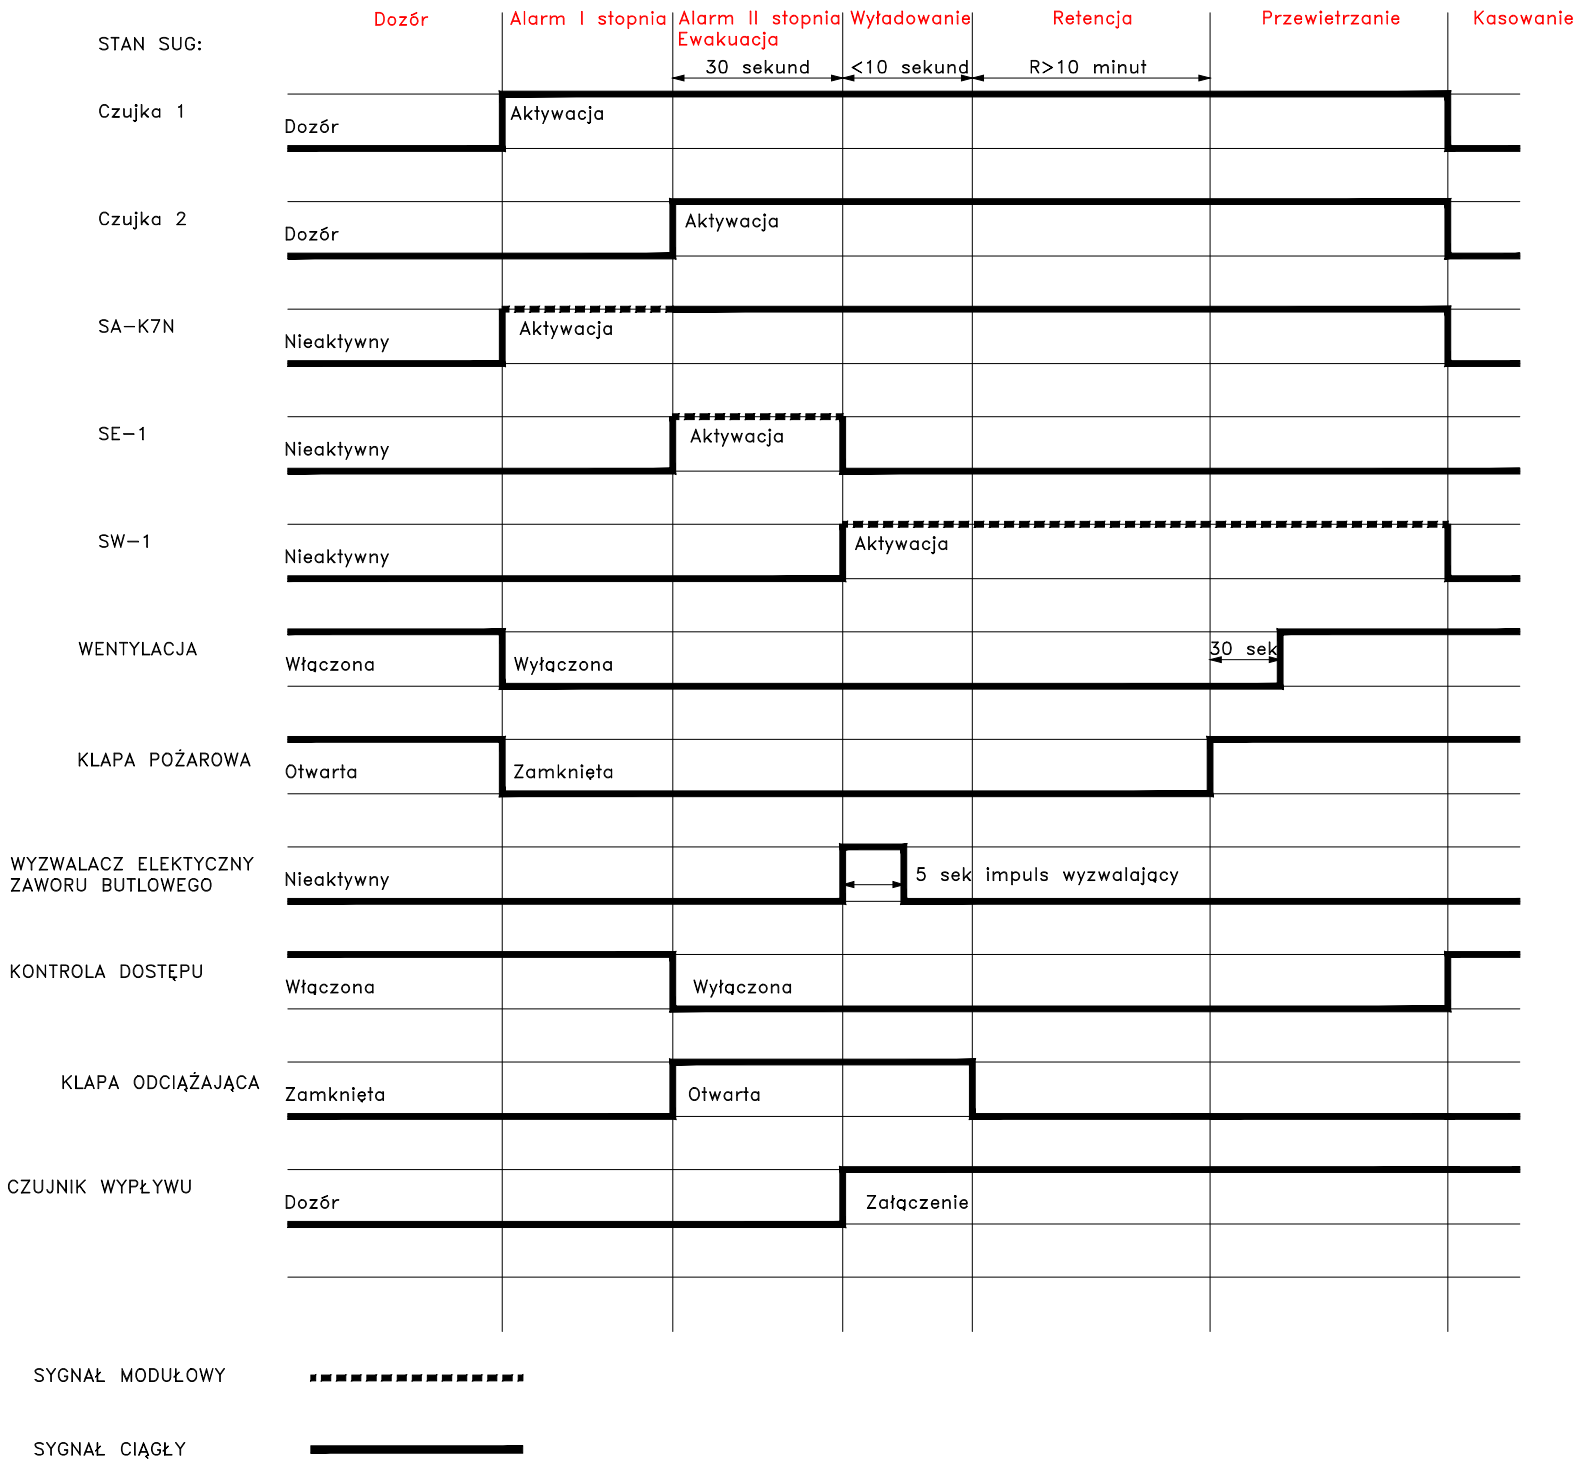 Dozór
Alarm I stopnia
Alarm II stopnia
Wyładowanie
Retencja
Przewietrzanie
Kasowanie
Ewakuacja
STAN SUG:
30 sekund
<10 sekund
R>10 minut
Czujka 1
Dozór
Aktywacja
Czujka 2
Dozór
Aktywacja
SA-K7N
Nieaktywny
Aktywacja
SE-1
Nieaktywny
Aktywacja
SW-1
Nieaktywny
Aktywacja
WENTYLACJA
Włączona
Wyłączona
30 sek
KLAPA POŻAROWA
Otwarta
Zamknięta
WYZWALACZ ELEKTYCZNY
ZAWORU BUTLOWEGO
Nieaktywny
5 sek impuls wyzwalający
KONTROLA DOSTĘPU
Włączona
Wyłączona
KLAPA ODCIĄŻAJĄCA
Zamknięta
Otwarta
CZUJNIK WYPŁYWU
Dozór
Załączenie
SYGNAŁ MODUŁOWY
SYGNAŁ CIĄGŁY